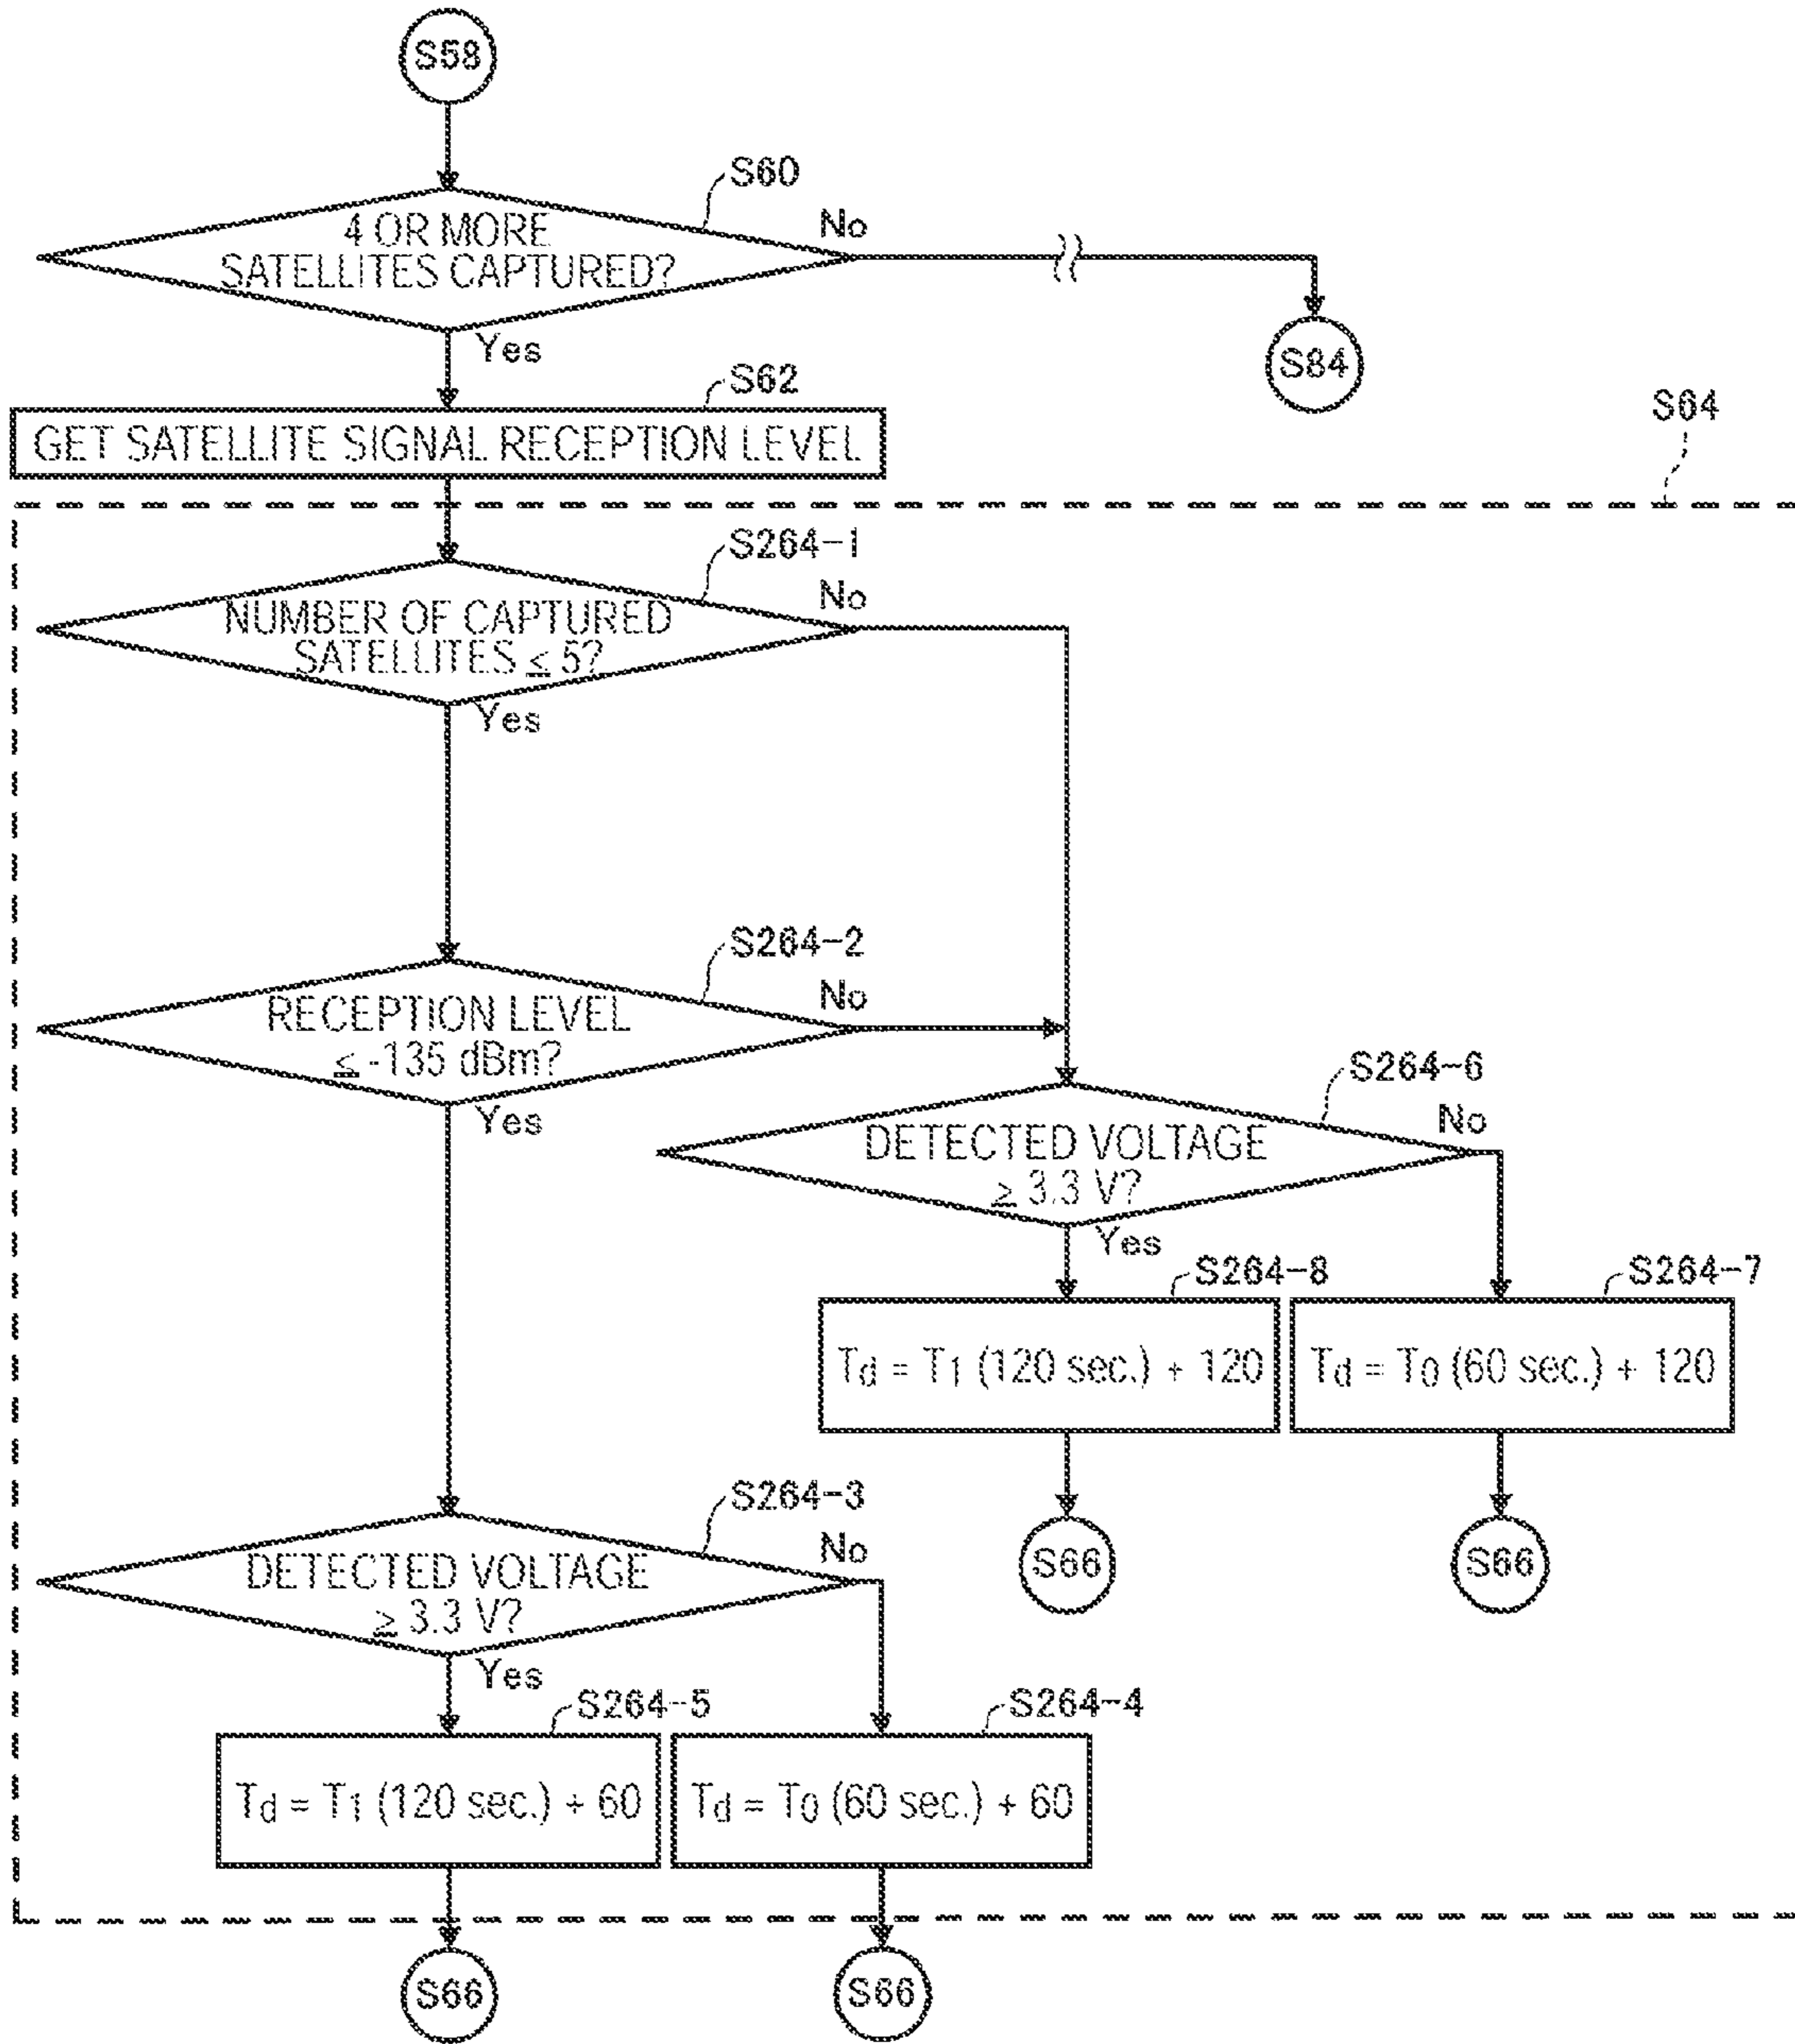 S58
S60
4 OR MORE
SATELLITES CAPTURED?
No
Yes
S84
S62
GET SATELLITE SIGNAL RECEPTION LEVEL
S64
S264-1
NUMBER OF CAPTURED
SATELLITES ≤ 5?
No
Yes
S264-2
RECEPTION LEVEL
≤ -135 dBm?
No
Yes
S264-6
DETECTED VOLTAGE
≥ 3.3 V?
No
Yes
S264-8
Td = T1 (120 sec.) + 120
S264-7
Td = T0 (60 sec.) + 120
S66
S66
S264-3
DETECTED VOLTAGE
≥ 3.3 V?
No
Yes
S264-5
Td = T1 (120 sec.) + 60
S264-4
Td = T0 (60 sec.) + 60
S66
S66